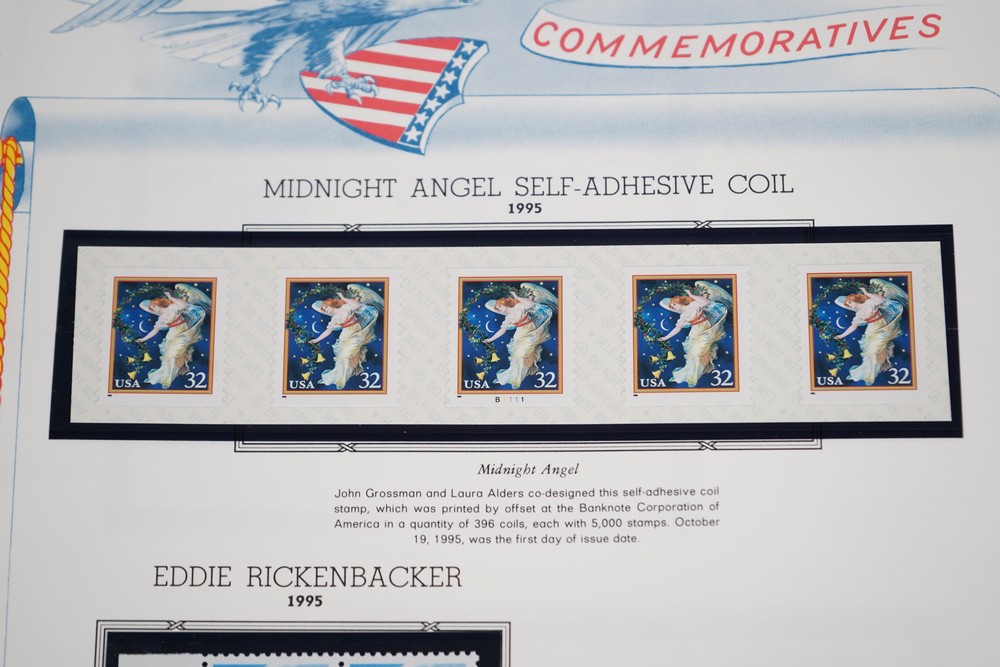 COMMEMORATIVES
MIDNIGHT ANGEL SELF-ADHESIVE COIL
1995
USA 32
USA 32
USA 32
USA 32
USA 32
B1111
Midnight Angel
John Grossman and Laura Alders co-designed this self-adhesive coil
stamp, which was printed by offset at the Banknote Corporation of
America in a quantity of 396 coils, each with 5,000 stamps. October
19, 1995, was the first day of issue date.
EDDIE RICKENBACKER
1995